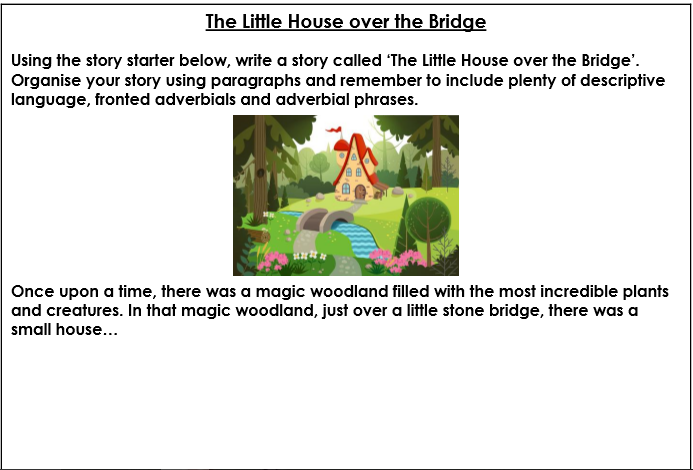 The Little House over the Bridge
Using the story starter below, write a story called ‘The Little House over the Bridge’.
Organise your story using paragraphs and remember to include plenty of descriptive
language, fronted adverbials and adverbial phrases.
Once upon a time, there was a magic woodland filled with the most incredible plants
and creatures. In that magic woodland, just over a little stone bridge, there was a
small house…